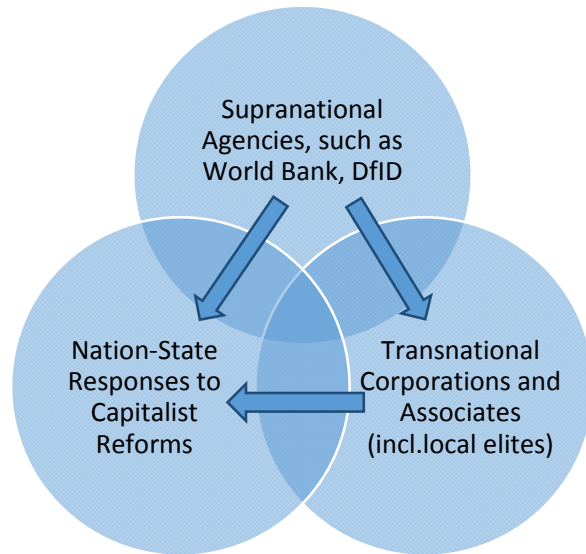 Supranational
Agencies, such as
World Bank, DfID
Nation-State
Responses to
Capitalist
Reforms
Transnational
Corporations and
Associates
(incl.local elites)